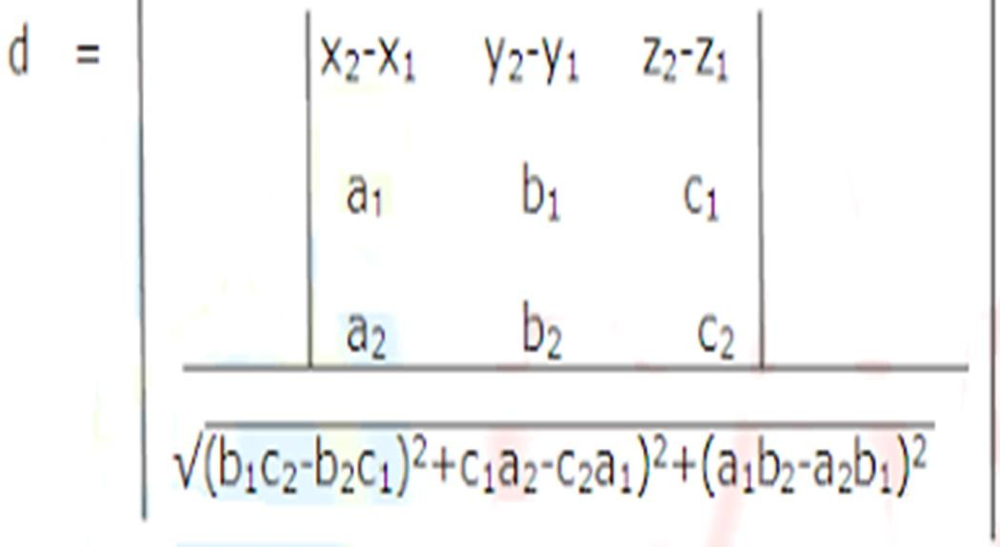 d = | x₂-x₁ y₂-y₁ z₂-z₁ |
a₁ b₁ c₁
a₂ b₂ c₂
√(b₁c₂-b₂c₁)²+c₁a₂-c₂a₁)²+(a₁b₂-a₂b₁)²